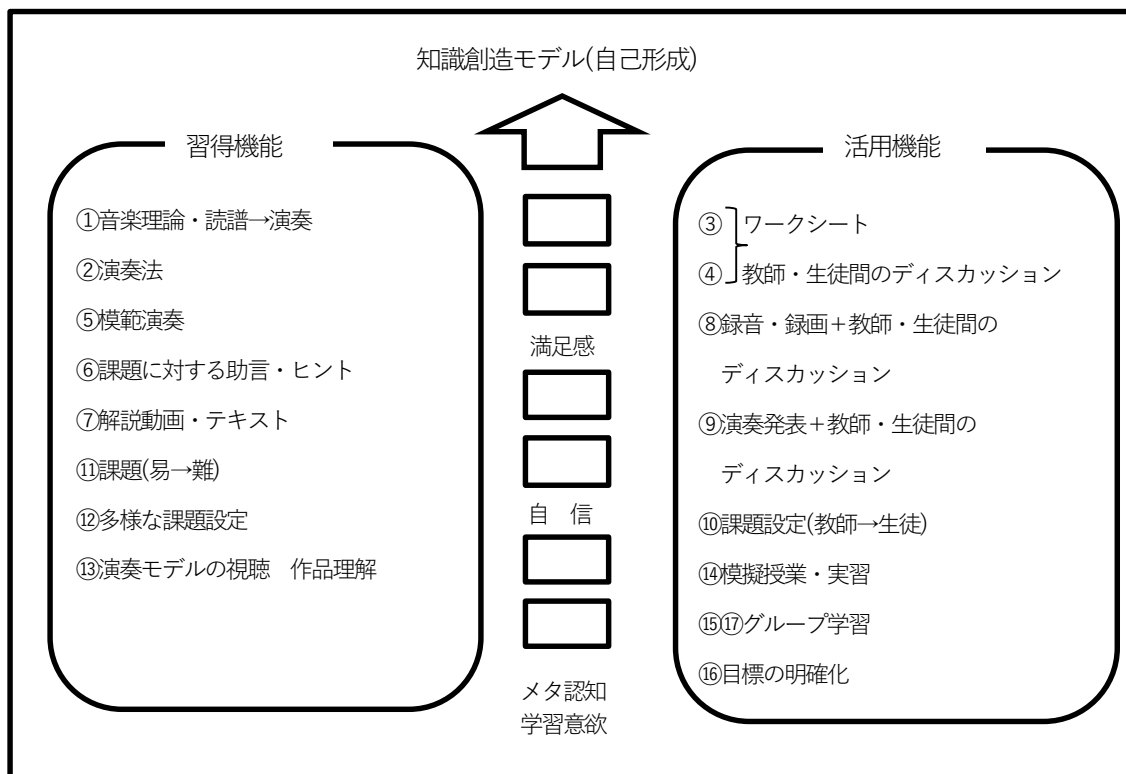 知識創造モデル(自己形成)
習得機能
①音楽理論・読譜→演奏
②演奏法
⑤模範演奏
⑥課題に対する助言・ヒント
⑦解説動画・テキスト
⑪課題(易→難)
⑫多様な課題設定
⑬演奏モデルの視聴　作品理解
満足感
自　信
メタ認知
学習意欲
活用機能
③ ワークシート
④ 教師・生徒間のディスカッション
⑧録音・録画＋教師・生徒間の
ディスカッション
⑨演奏発表＋教師・生徒間の
ディスカッション
⑩課題設定(教師→生徒)
⑭模擬授業・実習
⑮⑰グループ学習
⑯目標の明確化